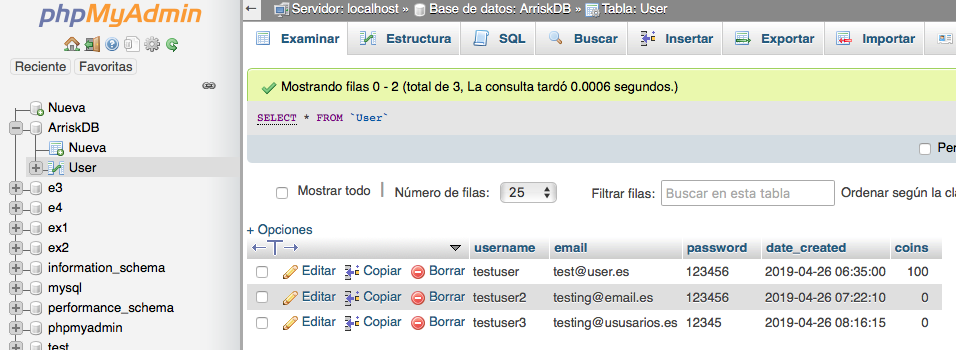 phpMyAdmin
Reciente Favoritas
Nueva
ArriskDB
Nueva
User
e3
e4
ex1
ex2
information_schema
mysql
performance_schema
phpmyadmin
test
Servidor: localhost » Base de datos: ArriskDB » Tabla: User
Examinar Estructura SQL Buscar Insertar Exportar Importar
Mostrando filas 0 - 2 (total de 3, La consulta tardó 0.0006 segundos.)
SELECT * FROM `User`
Per
Mostrar todo | Número de filas: 25 Filtrar filas: Buscar en esta tabla Ordenar según la cla
+ Opciones
←T→ username email password date_created coins
Editar Copiar Borrar testuser test@user.es 123456 2019-04-26 06:35:00 100
Editar Copiar Borrar testuser2 testing@email.es 123456 2019-04-26 07:22:10 0
Editar Copiar Borrar testuser3 testing@ususarios.es 12345 2019-04-26 08:16:15 0